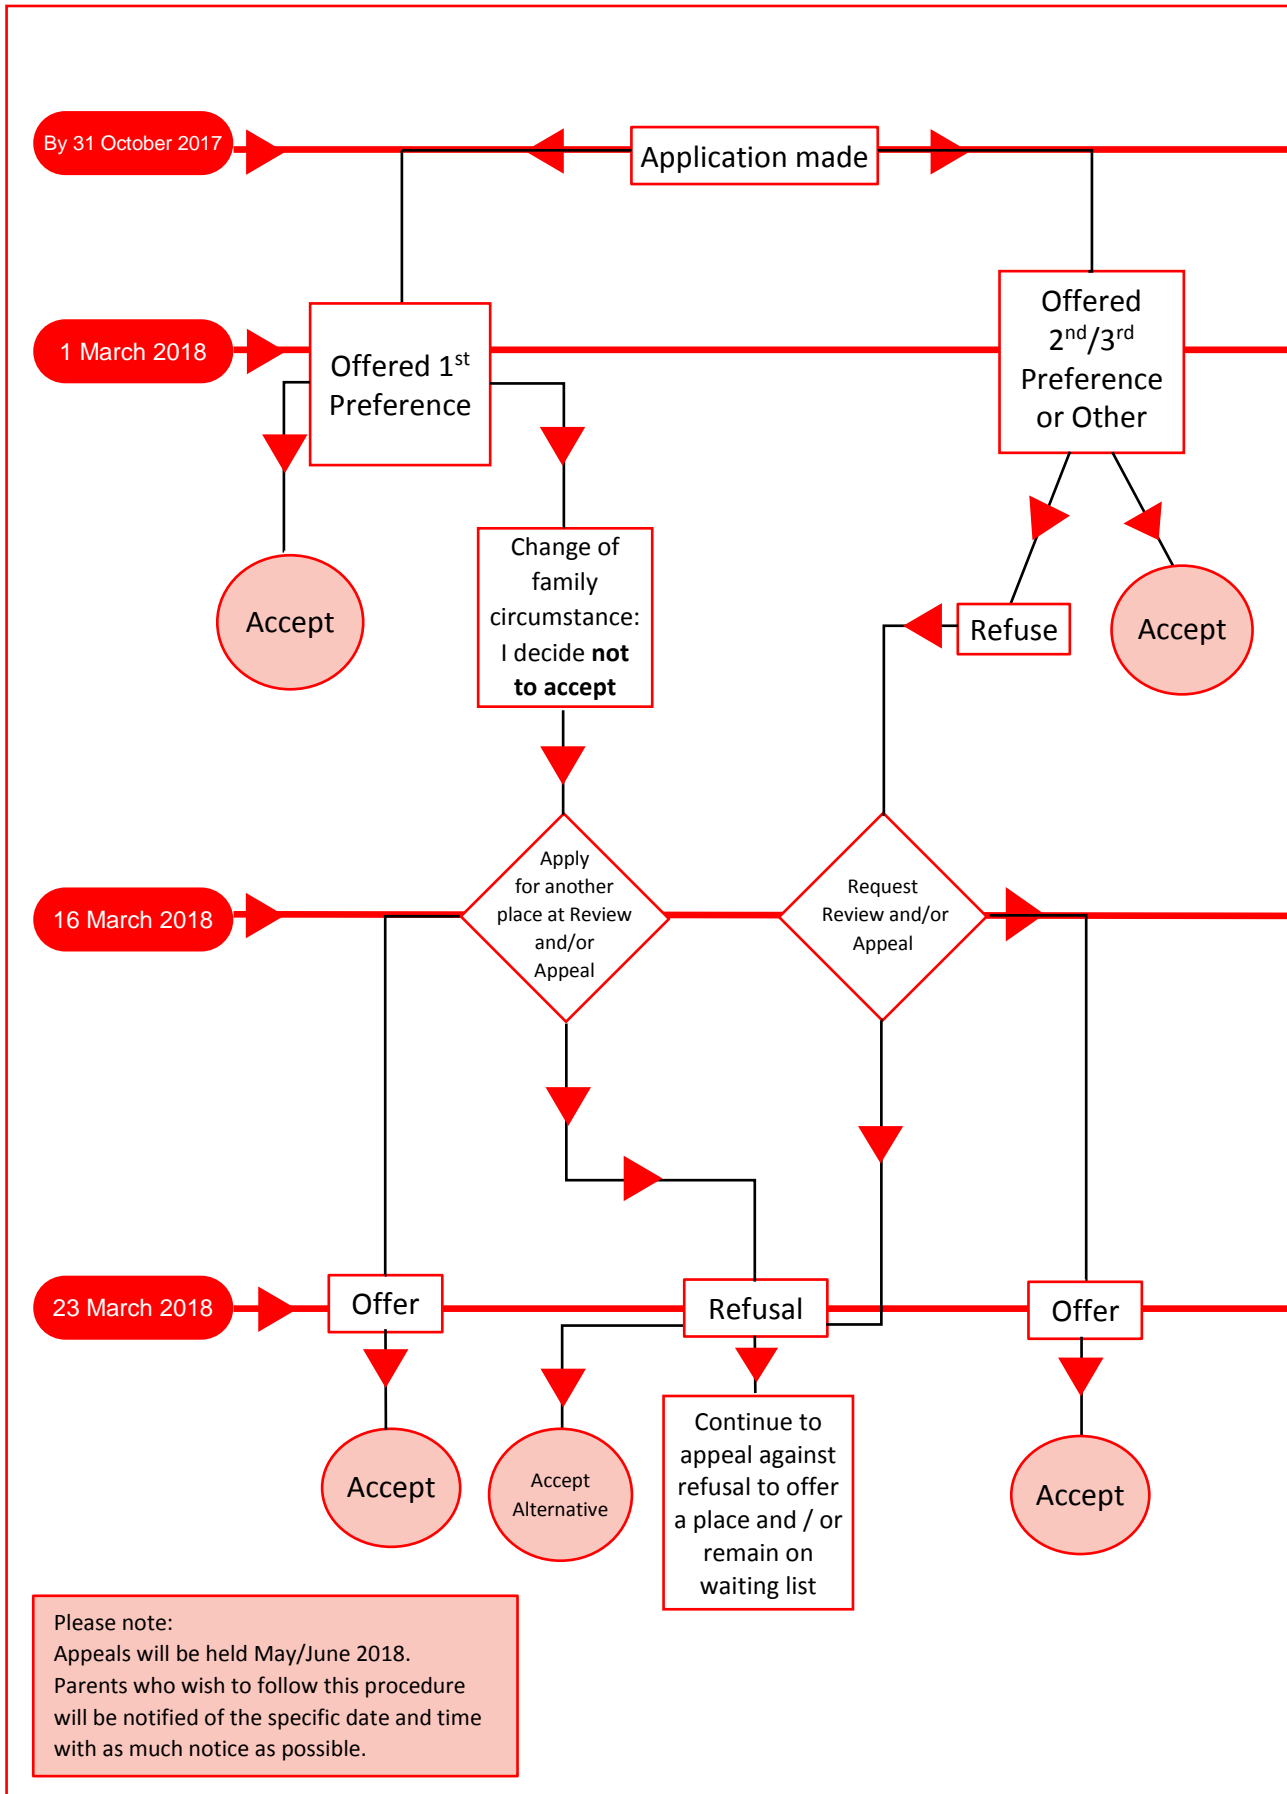 By 31 October 2017
Application made
1 March 2018
Offered 1st
Preference
Offered
2nd/3rd
Preference
or Other
Accept
Change of
family
circumstance:
I decide not
to accept
Refuse
Accept
16 March 2018
Apply
for another
place at Review
and/or
Appeal
Request
Review and/or
Appeal
23 March 2018
Offer
Refusal
Offer
Accept
Accept
Alternative
Continue to
appeal against
refusal to offer
a place and / or
remain on
waiting list
Accept
Please note:
Appeals will be held May/June 2018.
Parents who wish to follow this procedure
will be notified of the specific date and time
with as much notice as possible.